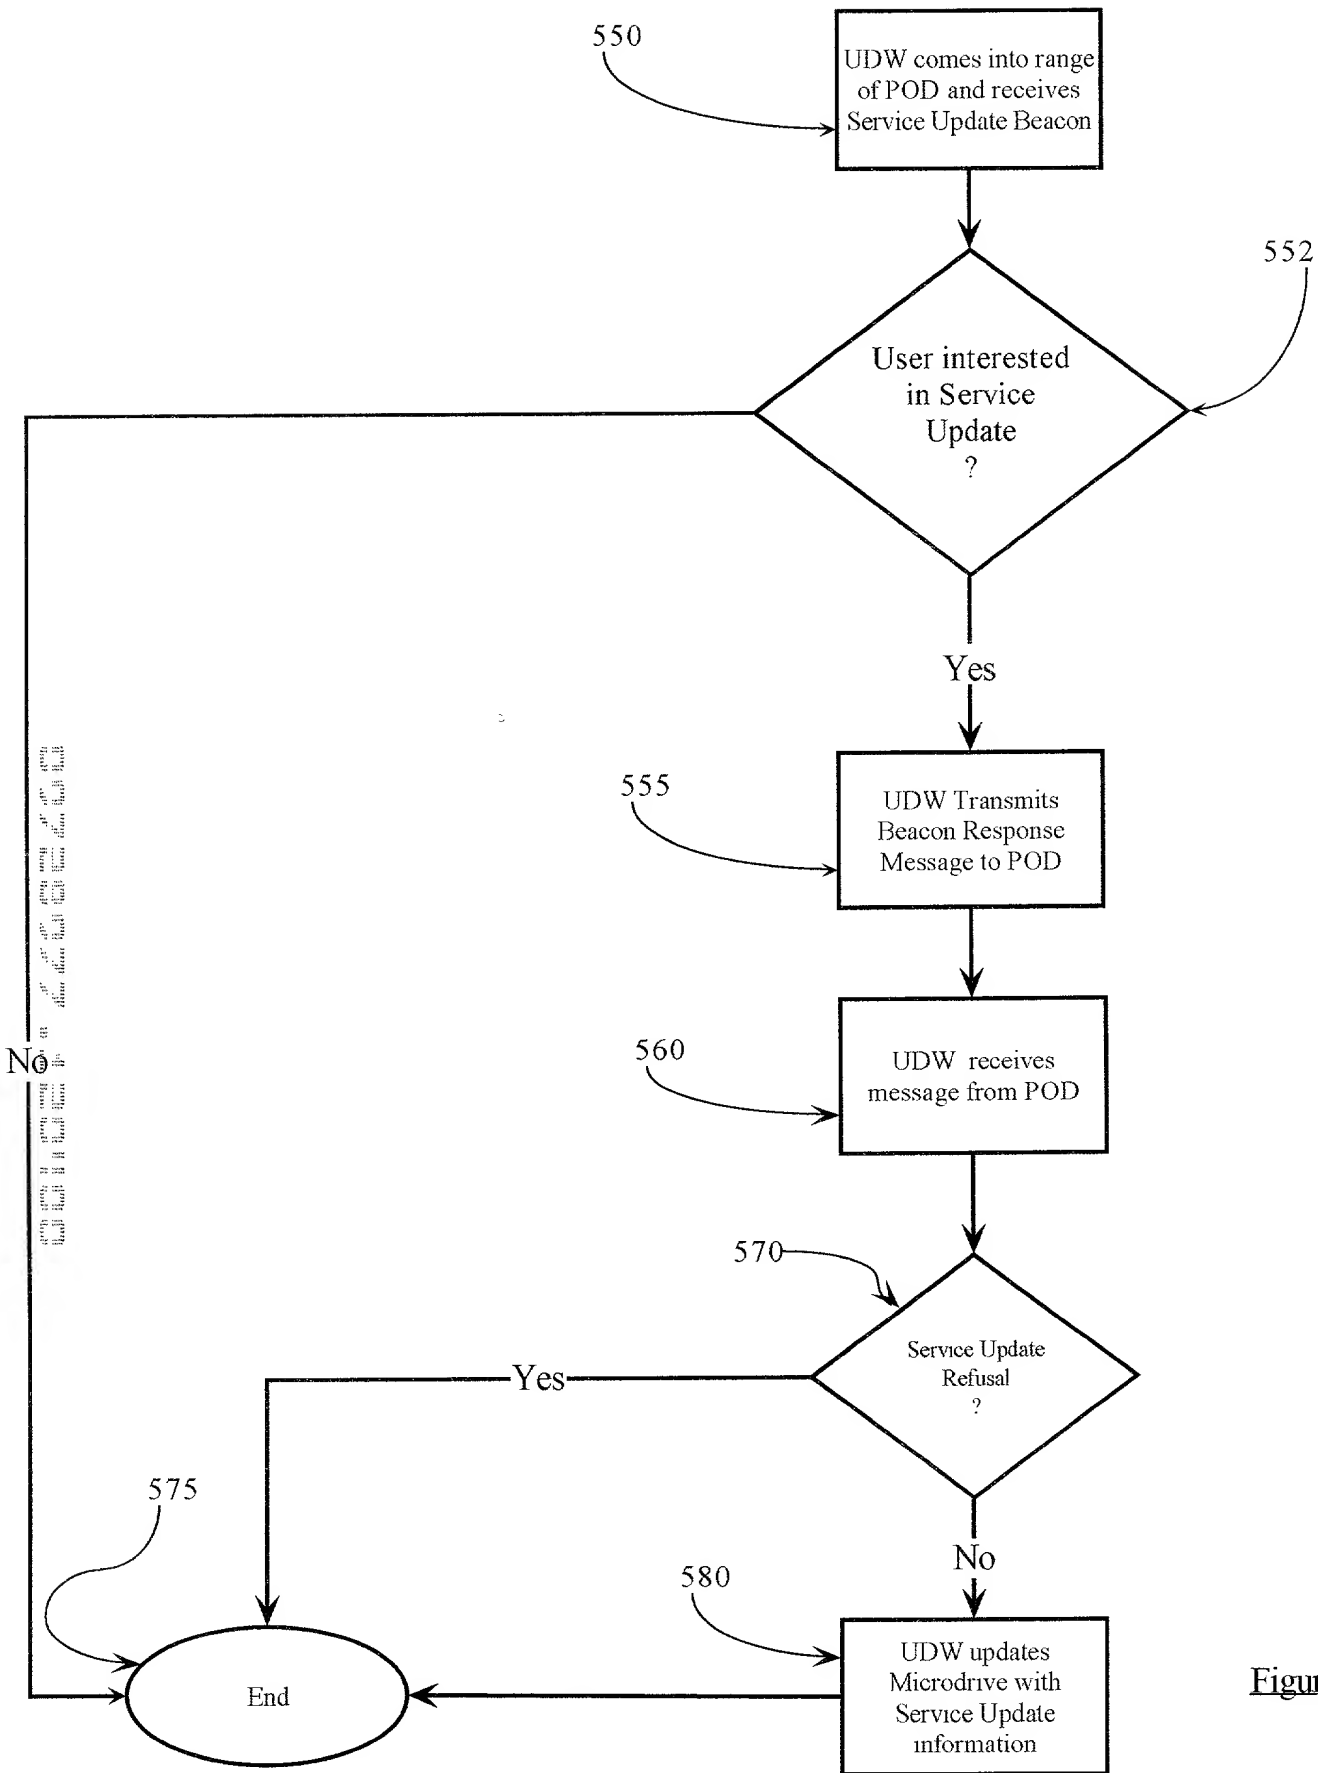 550
UDW comes into range
of POD and receives
Service Update Beacon
552
User interested
in Service
Update
?
Yes
555
UDW Transmits
Beacon Response
Message to POD
No
560
UDW receives
message from POD
570
Service Update
Refusal
?
Yes
575
No
580
End
UDW updates
Microdrive with
Service Update
information